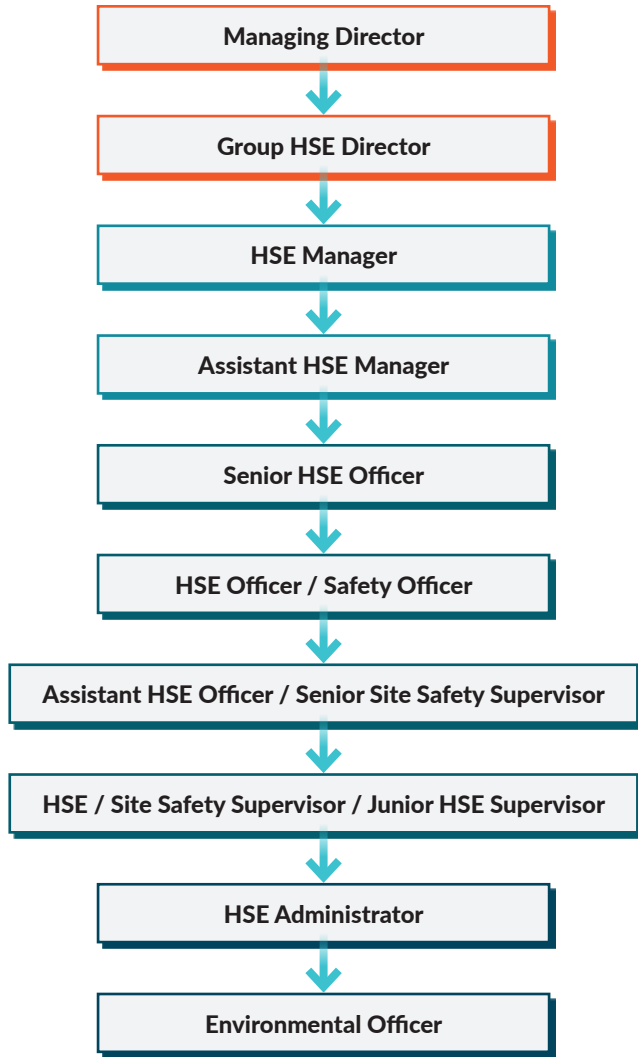 Managing Director
Group HSE Director
HSE Manager
Assistant HSE Manager
Senior HSE Officer
HSE Officer / Safety Officer
Assistant HSE Officer / Senior Site Safety Supervisor
HSE / Site Safety Supervisor / Junior HSE Supervisor
HSE Administrator
Environmental Officer